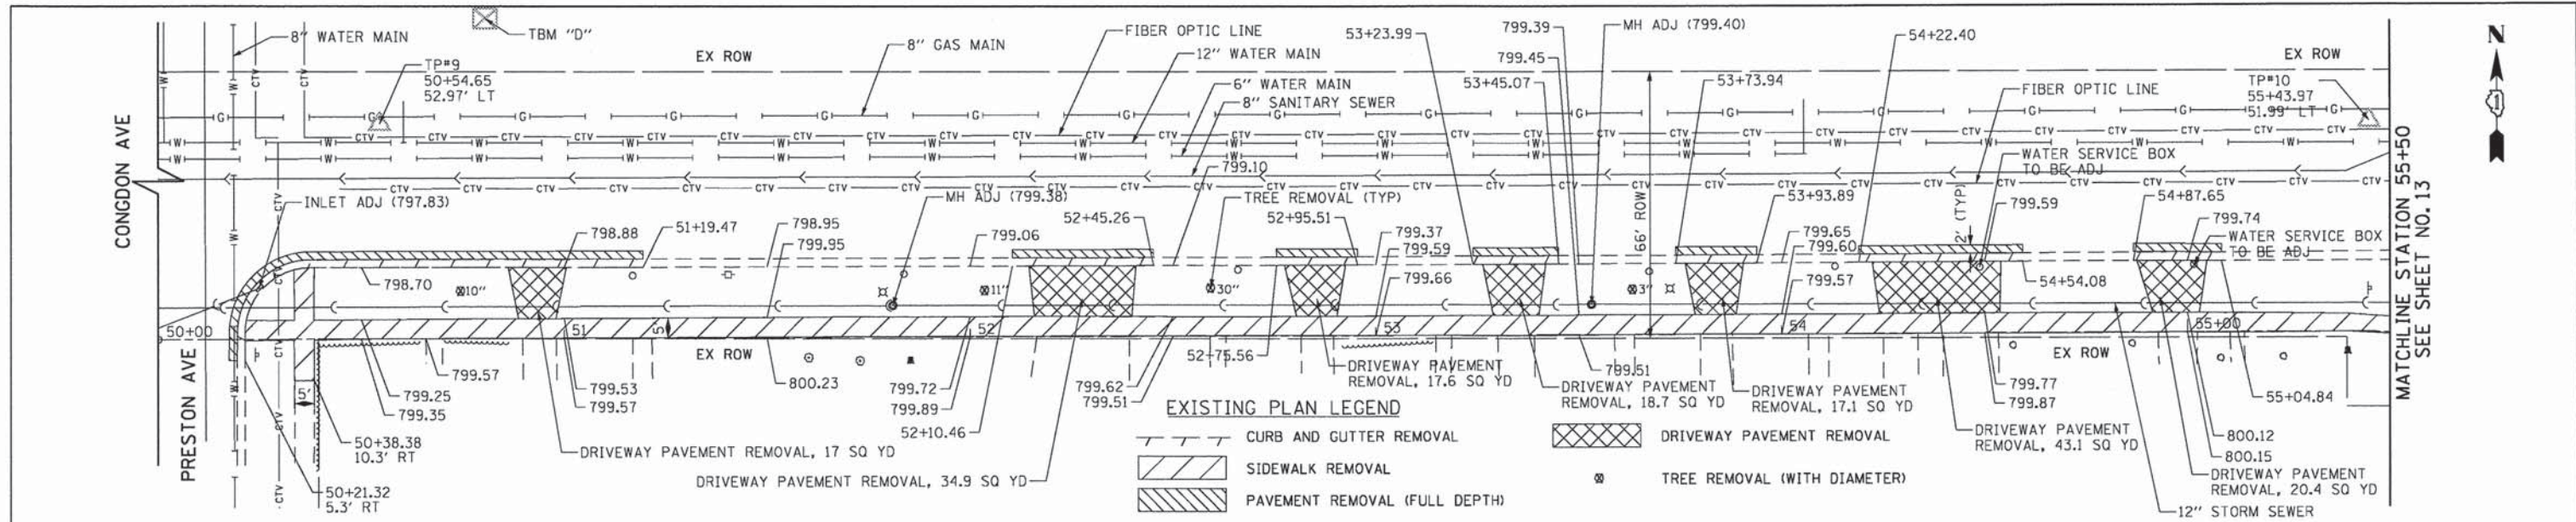 8" WATER MAIN
TBM "D"
TP#9
50+54.65
52.97' LT
EX ROW
8" GAS MAIN
FIBER OPTIC LINE
12" WATER MAIN
6" WATER MAIN
8" SANITARY SEWER
53+23.99
799.39
799.45
53+45.07
MH ADJ (799.40)
53+73.94
54+22.40
FIBER OPTIC LINE
EX ROW
TP#10
55+43.97
51.99' LT
N
1
CONGDON AVE
INLET ADJ (797.83)
798.88
51+19.47
798.95
799.95
MH ADJ (799.38)
799.06
52+45.26
799.10
TREE REMOVAL (TYP)
52+95.51
799.37
799.59
799.66
66' ROW
53+93.89
799.65
799.60
799.57
2' (TYP)
WATER SERVICE BOX
TO BE ADJ
799.59
54+87.65
799.74
WATER SERVICE BOX
TO BE ADJ
54+54.08
MATCHLINE STATION 55+50
SEE SHEET NO. 13
798.70
10"
11"
30"
3"
50+00
51
5'
52
53
54
55+00
PRESTON AVE
EX ROW
EX ROW
799.25
799.35
799.57
799.53
799.57
800.23
799.72
799.89
52+10.46
799.62
799.51
52+75.56
799.51
799.77
799.87
55+04.84
800.12
800.15
5'
50+38.38
10.3' RT
50+21.32
5.3' RT
DRIVEWAY PAVEMENT REMOVAL, 17 SQ YD
DRIVEWAY PAVEMENT REMOVAL, 34.9 SQ YD
DRIVEWAY PAVEMENT
REMOVAL, 17.6 SQ YD
DRIVEWAY PAVEMENT
REMOVAL, 18.7 SQ YD
DRIVEWAY PAVEMENT
REMOVAL, 17.1 SQ YD
DRIVEWAY PAVEMENT
REMOVAL, 43.1 SQ YD
DRIVEWAY PAVEMENT
REMOVAL, 20.4 SQ YD
12" STORM SEWER
EXISTING PLAN LEGEND
CURB AND GUTTER REMOVAL
SIDEWALK REMOVAL
PAVEMENT REMOVAL (FULL DEPTH)
DRIVEWAY PAVEMENT REMOVAL
TREE REMOVAL (WITH DIAMETER)